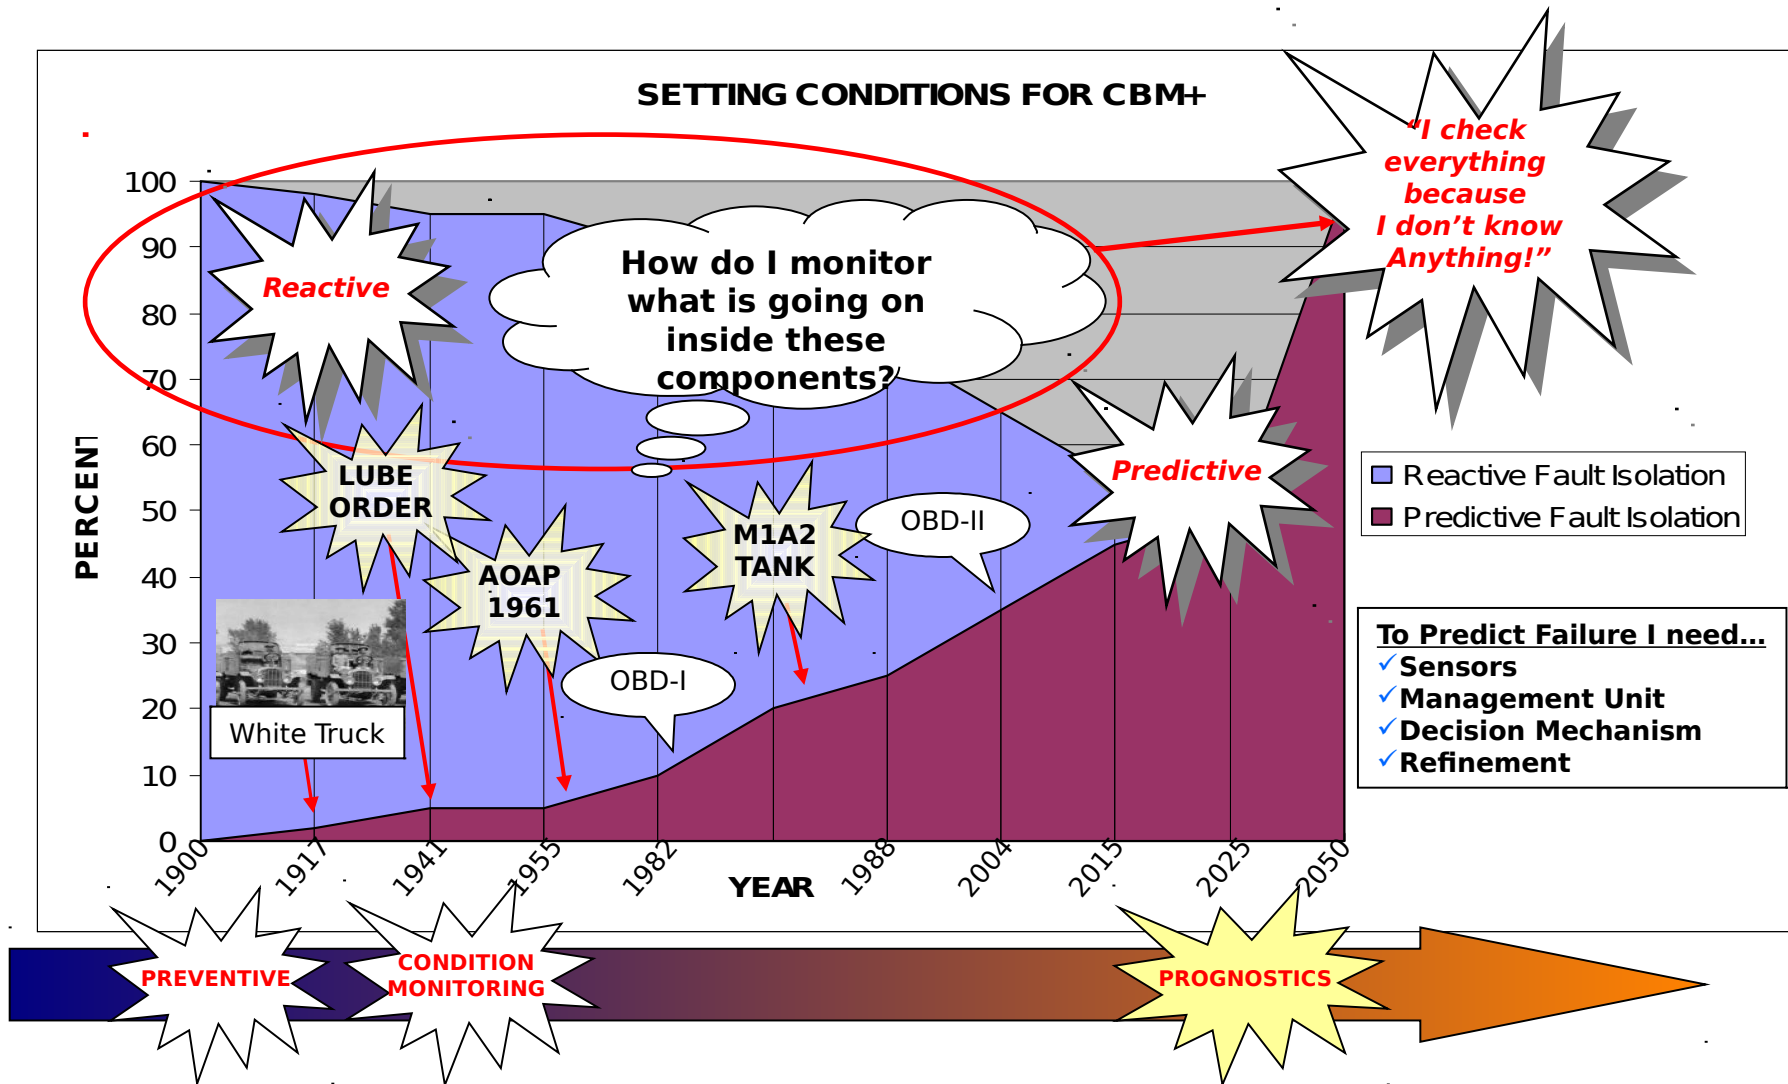 SETTING CONDITIONS FOR CBM+
“I check
everything
because
I don’t know
Anything!”
100
90
80
70
60
50
40
30
20
10
0
PERCENT
Reactive
How do I monitor
what is going on
inside these
components?
Predictive
LUBE
ORDER
AOAP
1961
M1A2
TANK
OBD-II
OBD-I
White Truck
Reactive Fault Isolation
Predictive Fault Isolation
To Predict Failure I need…
✓Sensors
✓Management Unit
✓Decision Mechanism
✓Refinement
1900
1917
1941
1955
1982
1988
2004
2015
2025
2050
YEAR
PREVENTIVE
CONDITION
MONITORING
PROGNOSTICS